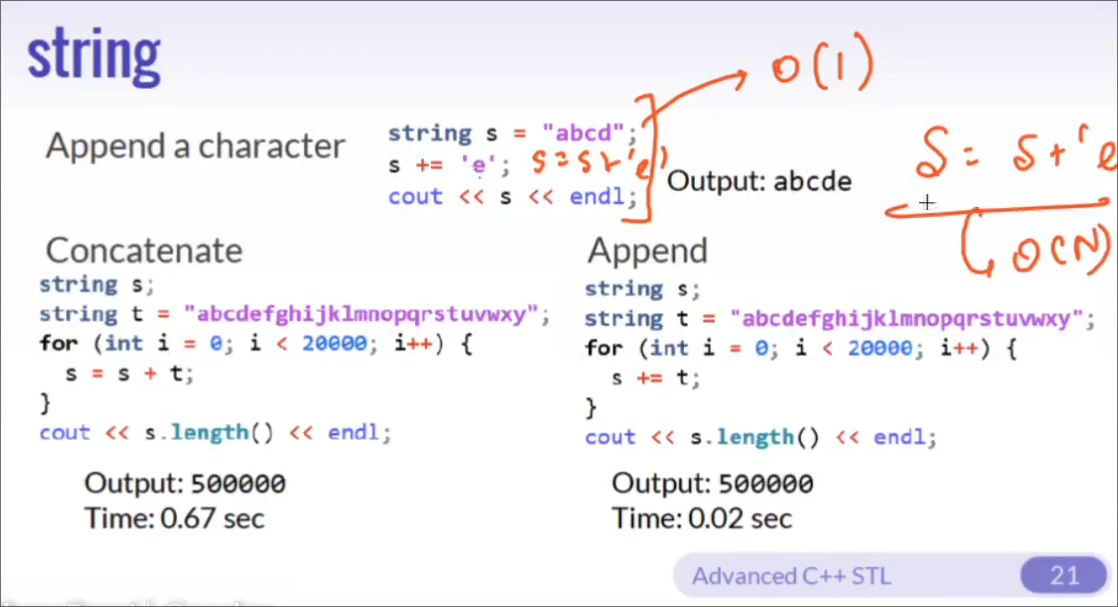 string
Append a character
string s = "abcd";
s += 'e'; s = s + 'e'
cout << s << endl;
Output: abcde
O(1)
S = S + 'e
O(N)
Concatenate
string s;
string t = "abcdefghijklmnopqrstuvwxy";
for (int i = 0; i < 20000; i++) {
s = s + t;
}
cout << s.length() << endl;
Output: 500000
Time: 0.67 sec
Append
string s;
string t = "abcdefghijklmnopqrstuvwxy";
for (int i = 0; i < 20000; i++) {
s += t;
}
cout << s.length() << endl;
Output: 500000
Time: 0.02 sec
Advanced C++ STL
21